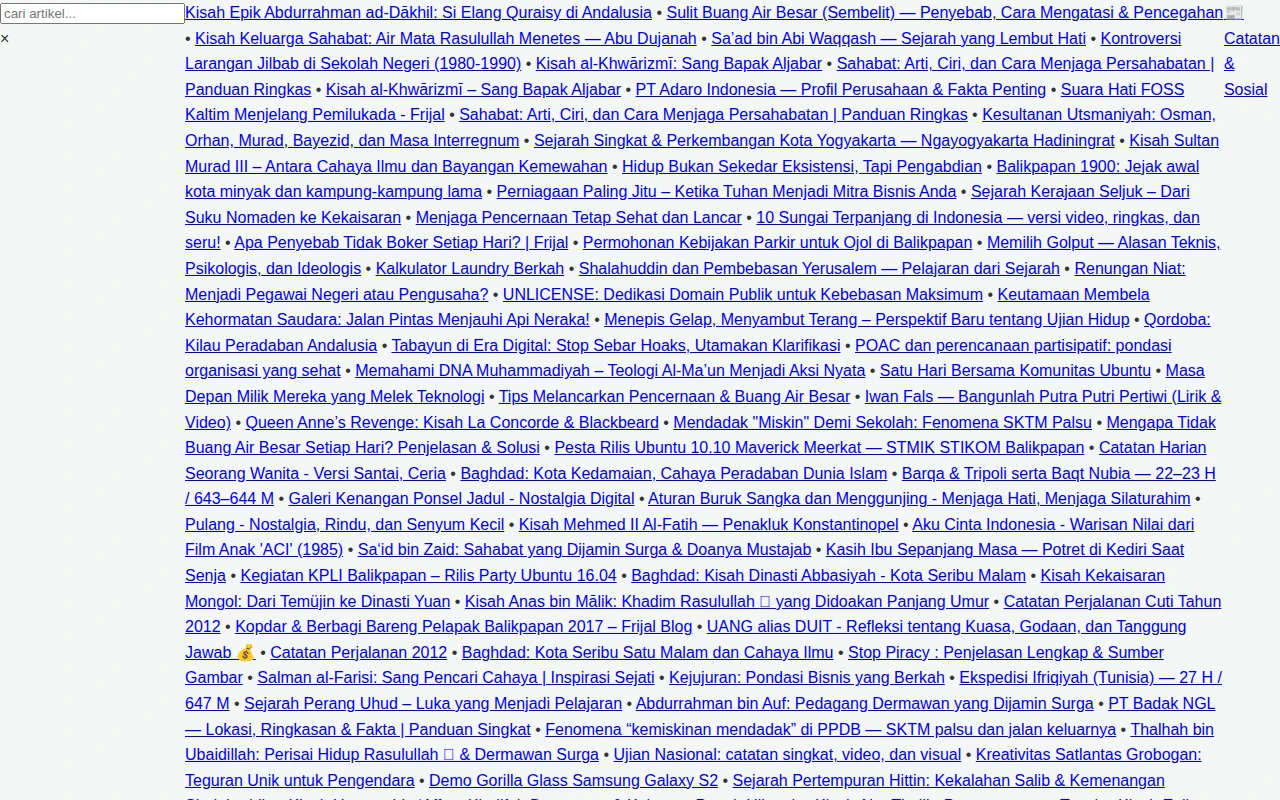 cari artikel...
×
Kisah Epik Abdurrahman ad-Dākhil: Si Elang Quraisy di Andalusia • Sulit Buang Air Besar (Sembelit) — Penyebab, Cara Mengatasi & Pencegahan
• Kisah Keluarga Sahabat: Air Mata Rasulullah Menetes — Abu Dujanah • Sa’ad bin Abi Waqqash — Sejarah yang Lembut Hati • Kontroversi
Larangan Jilbab di Sekolah Negeri (1980-1990) • Kisah al-Khwārizmī: Sang Bapak Aljabar • Sahabat: Arti, Ciri, dan Cara Menjaga Persahabatan |
Panduan Ringkas • Kisah al-Khwārizmī – Sang Bapak Aljabar • PT Adaro Indonesia — Profil Perusahaan & Fakta Penting • Suara Hati FOSS
Kaltim Menjelang Pemilukada - Frijal • Sahabat: Arti, Ciri, dan Cara Menjaga Persahabatan | Panduan Ringkas • Kesultanan Utsmaniyah: Osman,
Orhan, Murad, Bayezid, dan Masa Interregnum • Sejarah Singkat & Perkembangan Kota Yogyakarta — Ngayogyakarta Hadiningrat • Kisah Sultan
Murad III – Antara Cahaya Ilmu dan Bayangan Kemewahan • Hidup Bukan Sekedar Eksistensi, Tapi Pengabdian • Balikpapan 1900: Jejak awal
kota minyak dan kampung-kampung lama • Perniagaan Paling Jitu – Ketika Tuhan Menjadi Mitra Bisnis Anda • Sejarah Kerajaan Seljuk – Dari
Suku Nomaden ke Kekaisaran • Menjaga Pencernaan Tetap Sehat dan Lancar • 10 Sungai Terpanjang di Indonesia — versi video, ringkas, dan
seru! • Apa Penyebab Tidak Boker Setiap Hari? | Frijal • Permohonan Kebijakan Parkir untuk Ojol di Balikpapan • Memilih Golput — Alasan Teknis,
Psikologis, dan Ideologis • Kalkulator Laundry Berkah • Shalahuddin dan Pembebasan Yerusalem — Pelajaran dari Sejarah • Renungan Niat:
Menjadi Pegawai Negeri atau Pengusaha? • UNLICENSE: Dedikasi Domain Publik untuk Kebebasan Maksimum • Keutamaan Membela
Kehormatan Saudara: Jalan Pintas Menjauhi Api Neraka! • Menepis Gelap, Menyambut Terang – Perspektif Baru tentang Ujian Hidup • Qordoba:
Kilau Peradaban Andalusia • Tabayun di Era Digital: Stop Sebar Hoaks, Utamakan Klarifikasi • POAC dan perencanaan partisipatif: pondasi
organisasi yang sehat • Memahami DNA Muhammadiyah – Teologi Al-Ma’un Menjadi Aksi Nyata • Satu Hari Bersama Komunitas Ubuntu • Masa
Depan Milik Mereka yang Melek Teknologi • Tips Melancarkan Pencernaan & Buang Air Besar • Iwan Fals — Bangunlah Putra Putri Pertiwi (Lirik &
Video) • Queen Anne’s Revenge: Kisah La Concorde & Blackbeard • Mendadak "Miskin" Demi Sekolah: Fenomena SKTM Palsu • Mengapa Tidak
Buang Air Besar Setiap Hari? Penjelasan & Solusi • Pesta Rilis Ubuntu 10.10 Maverick Meerkat — STMIK STIKOM Balikpapan • Catatan Harian
Seorang Wanita - Versi Santai, Ceria • Baghdad: Kota Kedamaian, Cahaya Peradaban Dunia Islam • Barqa & Tripoli serta Baqt Nubia — 22–23 H
/ 643–644 M • Galeri Kenangan Ponsel Jadul - Nostalgia Digital • Aturan Buruk Sangka dan Menggunjing - Menjaga Hati, Menjaga Silaturahim •
Pulang - Nostalgia, Rindu, dan Senyum Kecil • Kisah Mehmed II Al-Fatih — Penakluk Konstantinopel • Aku Cinta Indonesia - Warisan Nilai dari
Film Anak 'ACI' (1985) • Sa‘id bin Zaid: Sahabat yang Dijamin Surga & Doanya Mustajab • Kasih Ibu Sepanjang Masa — Potret di Kediri Saat
Senja • Kegiatan KPLI Balikpapan – Rilis Party Ubuntu 16.04 • Baghdad: Kisah Dinasti Abbasiyah - Kota Seribu Malam • Kisah Kekaisaran
Mongol: Dari Temüjin ke Dinasti Yuan • Kisah Anas bin Mālik: Khadim Rasulullah yang Didoakan Panjang Umur • Catatan Perjalanan Cuti Tahun
2012 • Kopdar & Berbagi Bareng Pelapak Balikpapan 2017 – Frijal Blog • UANG alias DUIT - Refleksi tentang Kuasa, Godaan, dan Tanggung
Jawab 💰 • Catatan Perjalanan 2012 • Baghdad: Kota Seribu Satu Malam dan Cahaya Ilmu • Stop Piracy : Penjelasan Lengkap & Sumber
Gambar • Salman al-Farisi: Sang Pencari Cahaya | Inspirasi Sejati • Kejujuran: Pondasi Bisnis yang Berkah • Ekspedisi Ifriqiyah (Tunisia) — 27 H /
647 M • Sejarah Perang Uhud – Luka yang Menjadi Pelajaran • Abdurrahman bin Auf: Pedagang Dermawan yang Dijamin Surga • PT Badak NGL
— Lokasi, Ringkasan & Fakta | Panduan Singkat • Fenomena “kemiskinan mendadak” di PPDB — SKTM palsu dan jalan keluarnya • Thalhah bin
Ubaidillah: Perisai Hidup Rasulullah & Dermawan Surga • Ujian Nasional: catatan singkat, video, dan visual • Kreativitas Satlantas Grobogan:
Teguran Unik untuk Pengendara • Demo Gorilla Glass Samsung Galaxy S2 • Sejarah Pertempuran Hittin: Kekalahan Salib & Kemenangan
📰
Catatan
&
Sosial